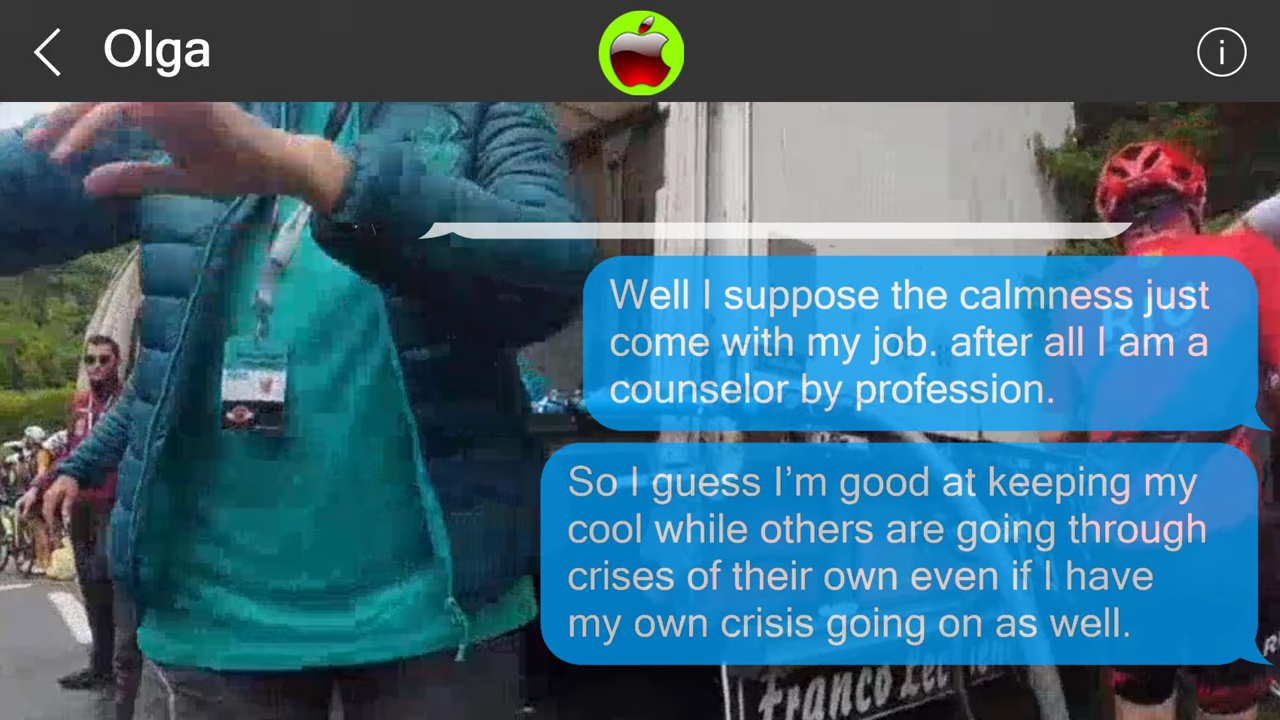 Olga
i
Well I suppose the calmness just
come with my job. after all I am a
counselor by profession.
So I guess I’m good at keeping my
cool while others are going through
crises of their own even if I have
my own crisis going on as well.
Franco